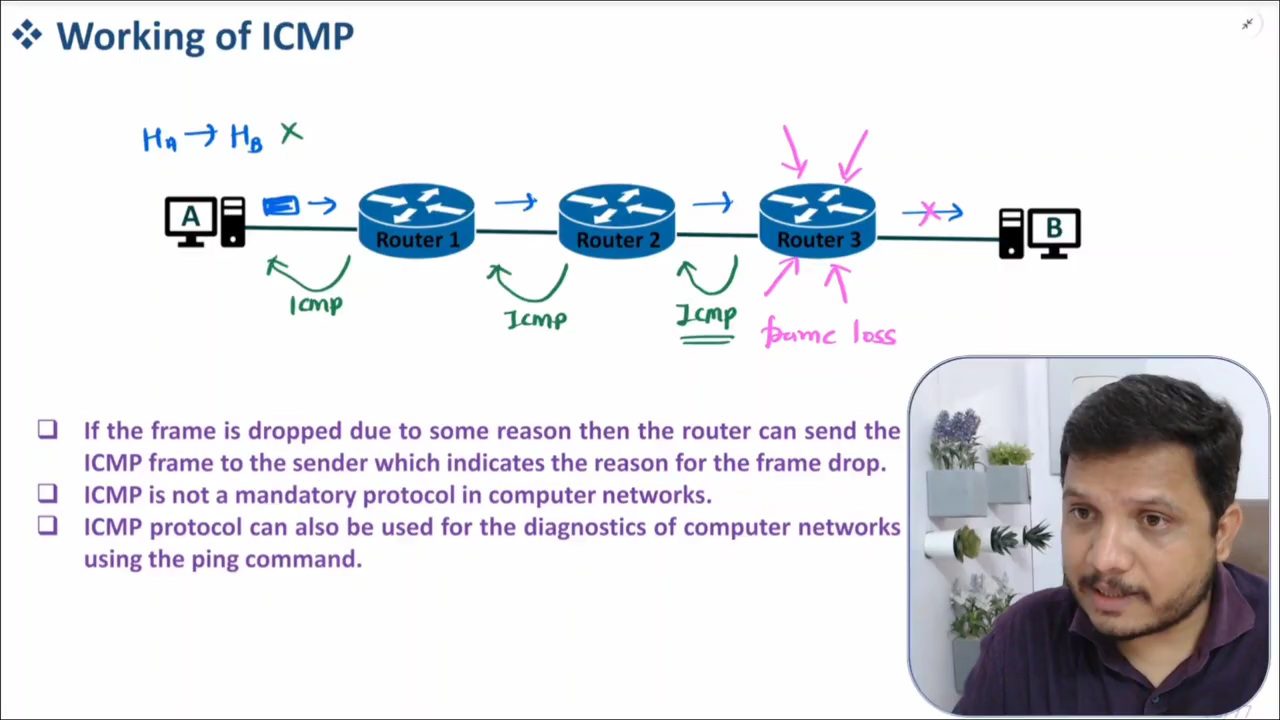 ❖ Working of ICMP
HA → HB ×
A
Router 1
Router 2
Router 3
B
Icmp
Icmp
Icmp
frame loss
❑ If the frame is dropped due to some reason then the router can send the
ICMP frame to the sender which indicates the reason for the frame drop.
❑ ICMP is not a mandatory protocol in computer networks.
❑ ICMP protocol can also be used for the diagnostics of computer networks
using the ping command.